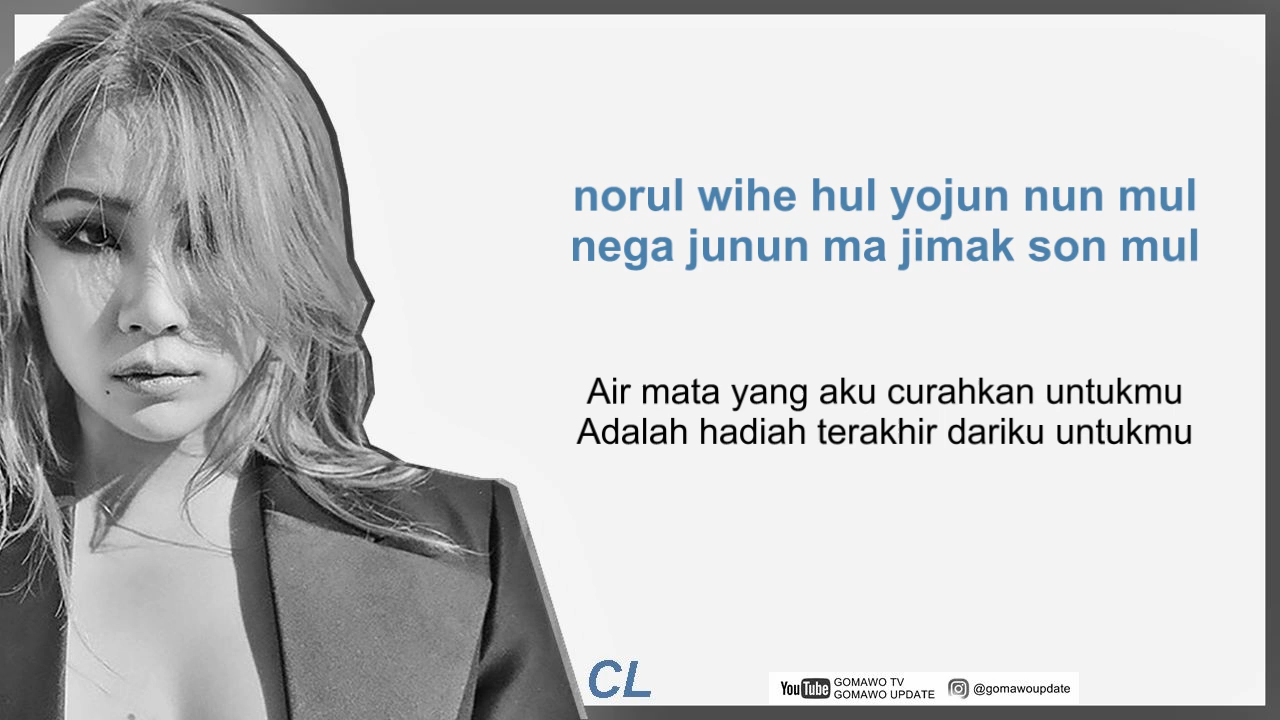 norul wihe hul yojun nun mul
nega junun ma jimak son mul
Air mata yang aku curahkan untukmu
Adalah hadiah terakhir dariku untukmu
CL
YouTube GOMAWO TV
GOMAWO UPDATE
@gomawoupdate